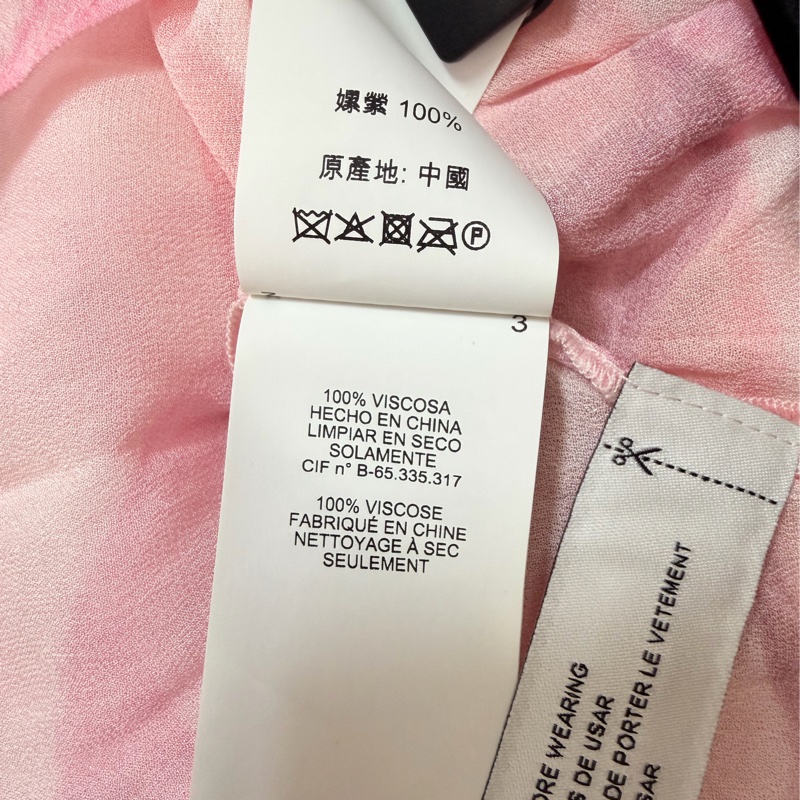 嫘縈 100%
原產地: 中國
P
3
100% VISCOSA
HECHO EN CHINA
LIMPIAR EN SECO
SOLAMENTE
CIF n° B-65.335.317
100% VISCOSE
FABRIQUÉ EN CHINE
NETTOYAGE À SEC
SEULEMENT
WEARING
DE USAR
DE PORTER LE VETEMENT